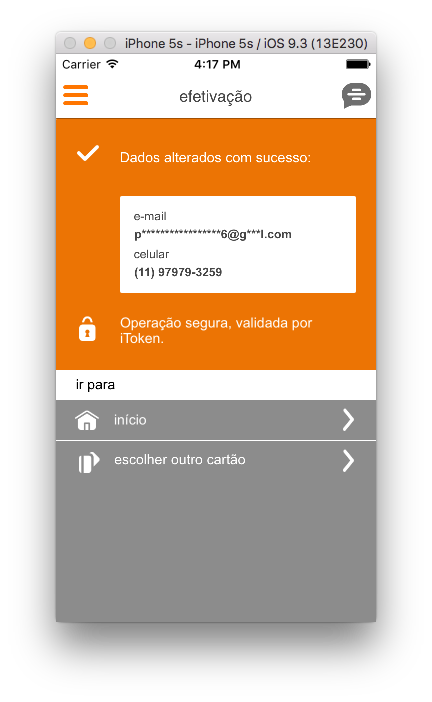 iPhone 5s - iPhone 5s / iOS 9.3 (13E230)
Carrier 4:17 PM
efetivação
Dados alterados com sucesso:
e-mail
p*****************6@g***l.com
celular
(11) 97979-3259
Operação segura, validada por
iToken.
ir para
início
escolher outro cartão